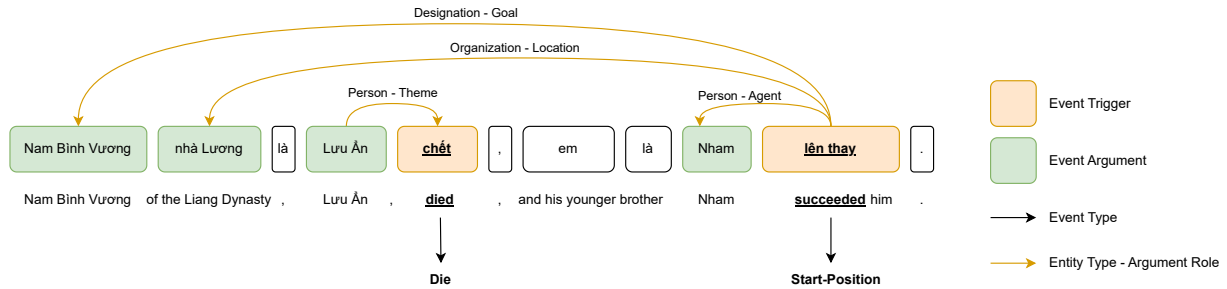 Designation - Goal
Organization - Location
Person - Theme
Person - Agent
Nam Bình Vương nhà Lương là Lưu Ẩn chết , em là Nham lên thay .
Nam Bình Vương of the Liang Dynasty , Lưu Ẩn , died , and his younger brother Nham succeeded him .
Die
Start-Position
Event Trigger
Event Argument
Event Type
Entity Type - Argument Role